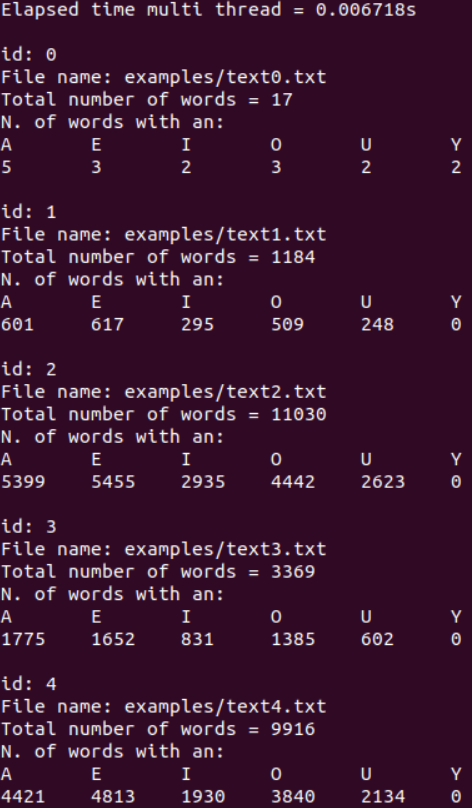 Elapsed time multi thread = 0.006718s
id: 0
File name: examples/text0.txt
Total number of words = 17
N. of words with an:
A E I O U Y
5 3 2 3 2 2
id: 1
File name: examples/text1.txt
Total number of words = 1184
N. of words with an:
A E I O U Y
601 617 295 509 248 0
id: 2
File name: examples/text2.txt
Total number of words = 11030
N. of words with an:
A E I O U Y
5399 5455 2935 4442 2623 0
id: 3
File name: examples/text3.txt
Total number of words = 3369
N. of words with an:
A E I O U Y
1775 1652 831 1385 602 0
id: 4
File name: examples/text4.txt
Total number of words = 9916
N. of words with an:
A E I O U Y
4421 4813 1930 3840 2134 0